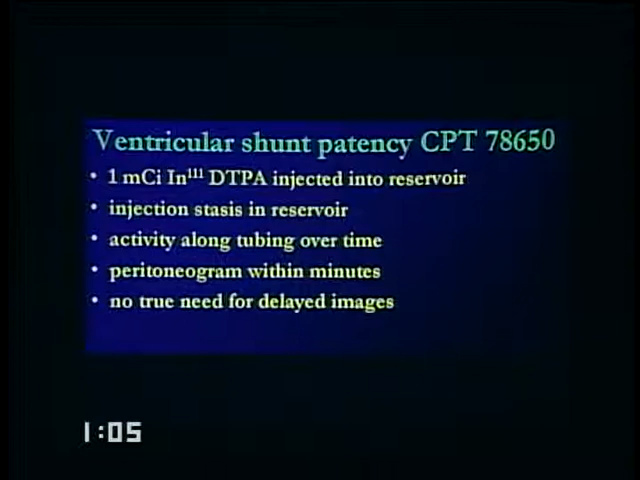 Ventricular shunt patency CPT 78650
• 1 mCi In¹¹¹ DTPA injected into reservoir
• injection stasis in reservoir
• activity along tubing over time
• peritoneogram within minutes
• no true need for delayed images
1:05